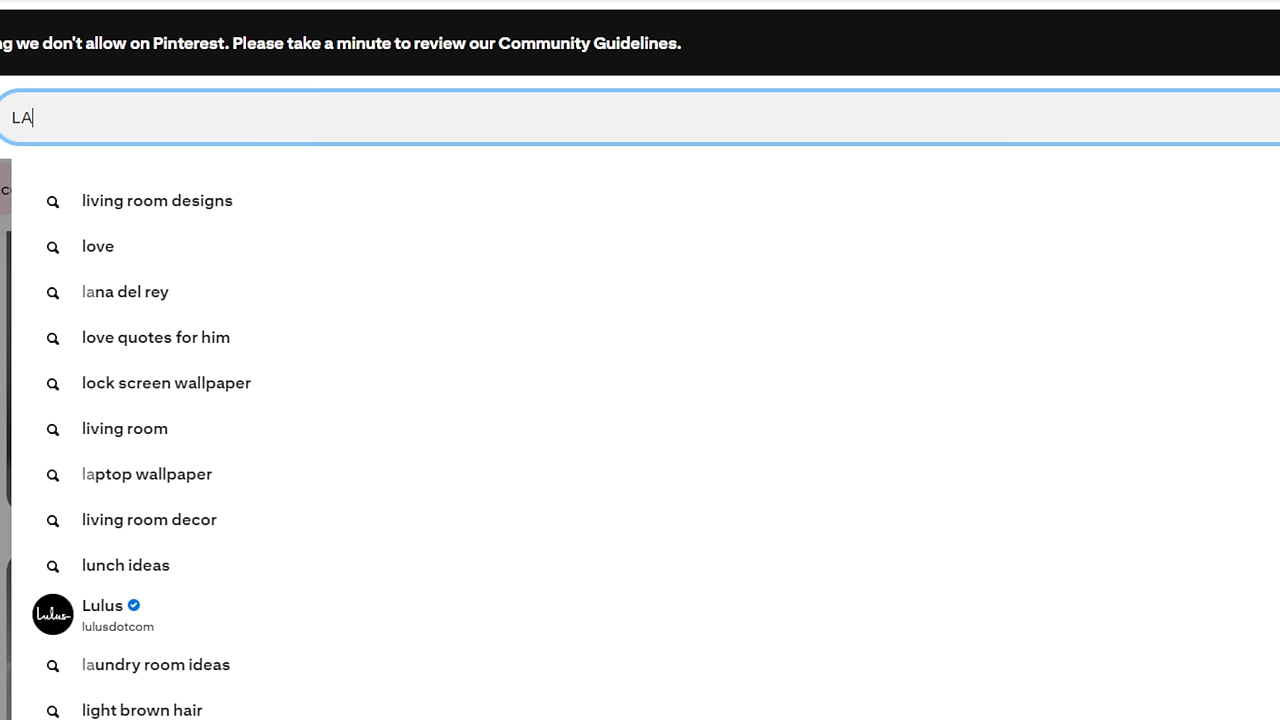 ng we don't allow on Pinterest. Please take a minute to review our Community Guidelines.
LA
living room designs
love
lana del rey
love quotes for him
lock screen wallpaper
living room
laptop wallpaper
living room decor
lunch ideas
Lulus
Lulus
lulusdotcom
laundry room ideas
light brown hair